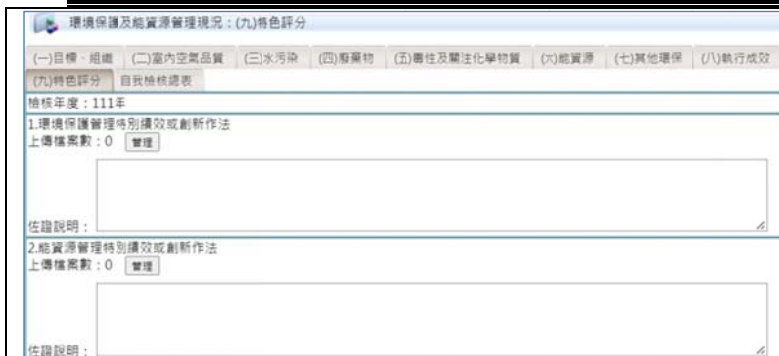 環境保護及能資源管理現況：(九)特色評分
(一)目標、組織 (二)室內空氣品質 (三)水污染 (四)廢棄物 (五)毒性及關注化學物質 (六)能資源 (七)其他環保 (八)執行成效
(九)特色評分 自我檢核總表
檢核年度：111年
1.環境保護管理特別績效或創新作法
上傳檔案數：0 管理
佐證說明：
2.能資源管理特別績效或創新作法
上傳檔案數：0 管理
佐證說明：